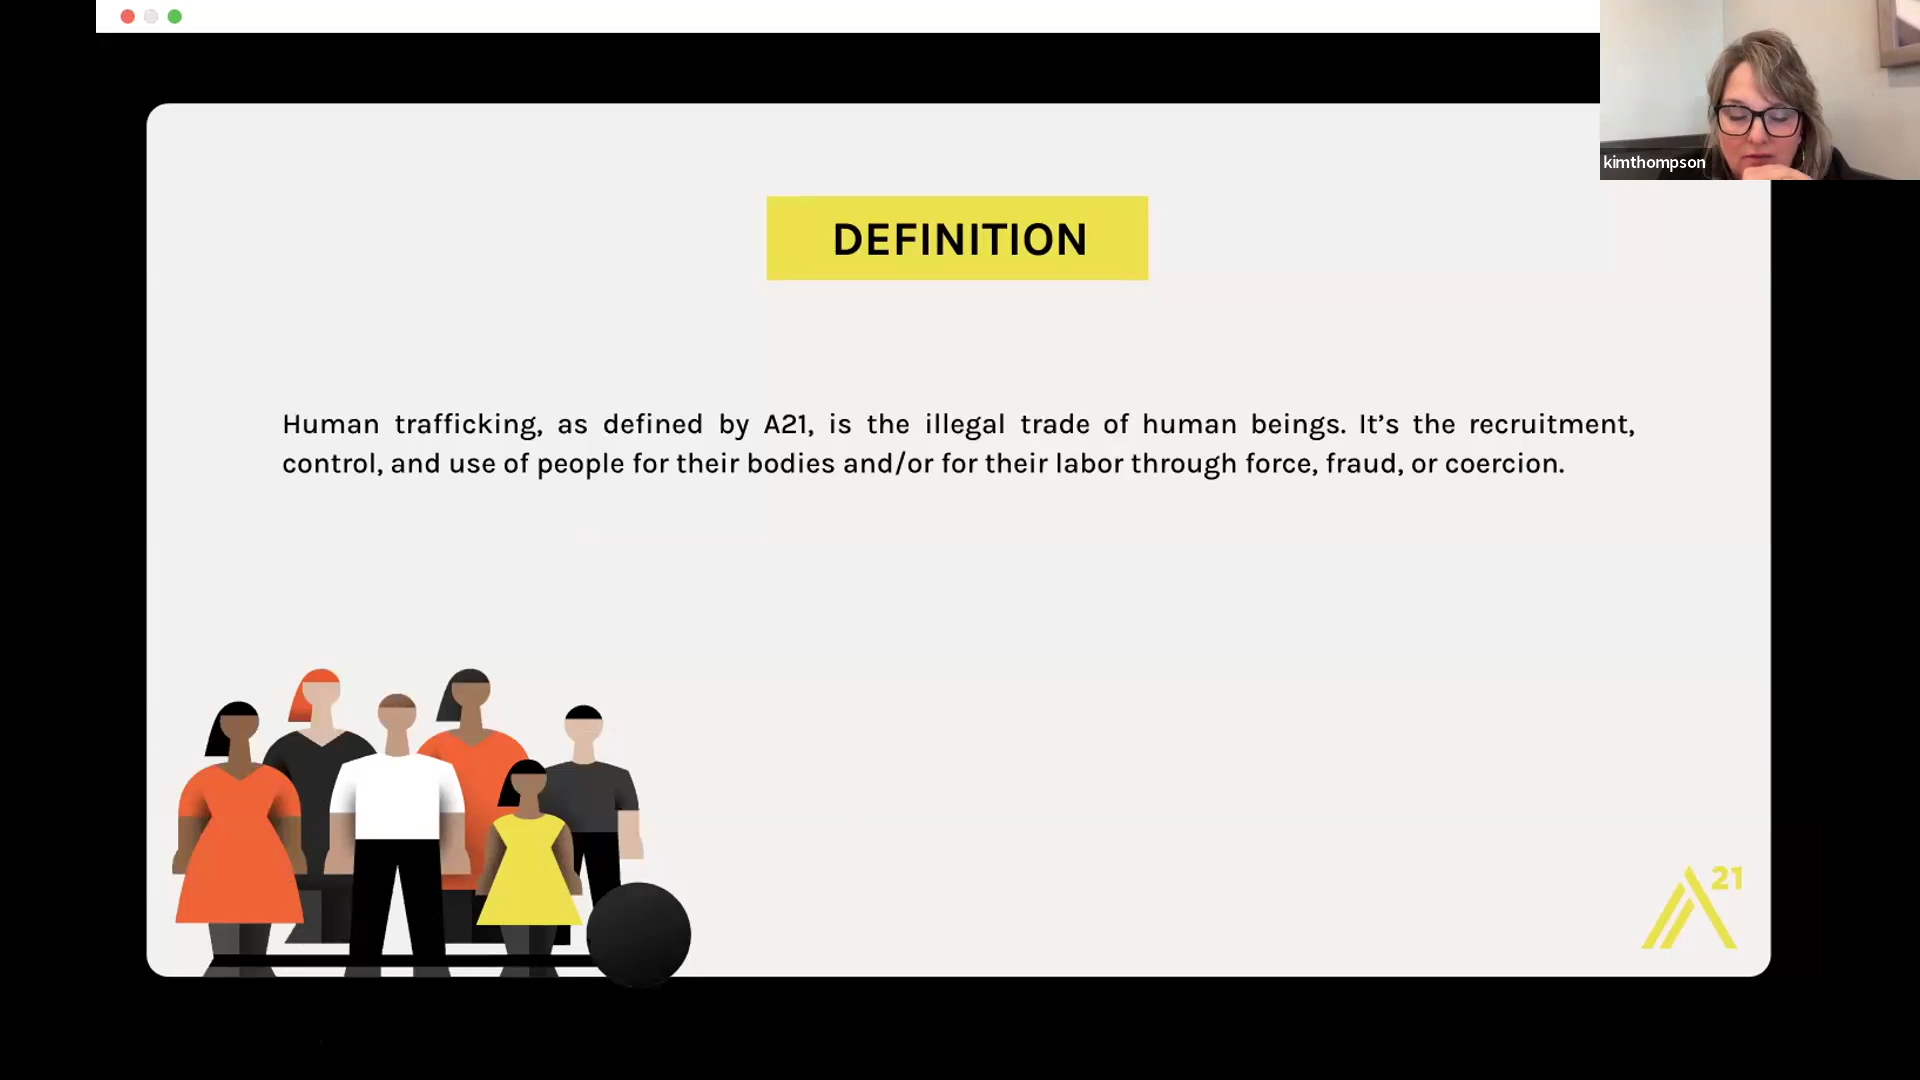 kimthompson
DEFINITION
Human trafficking, as defined by A21, is the illegal trade of human beings. It’s the recruitment,
control, and use of people for their bodies and/or for their labor through force, fraud, or coercion.
A21